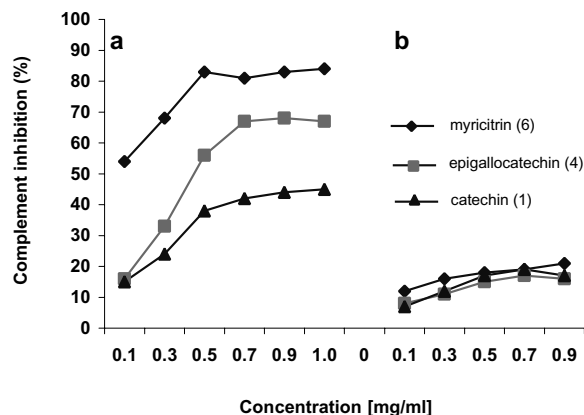 a
b
Complement inhibition (%)
100
90
80
70
60
50
40
30
20
10
0
myricitrin (6)
epigallocatechin (4)
catechin (1)
0.1 0.3 0.5 0.7 0.9 1.0 0 0.1 0.3 0.5 0.7 0.9
Concentration [mg/ml]